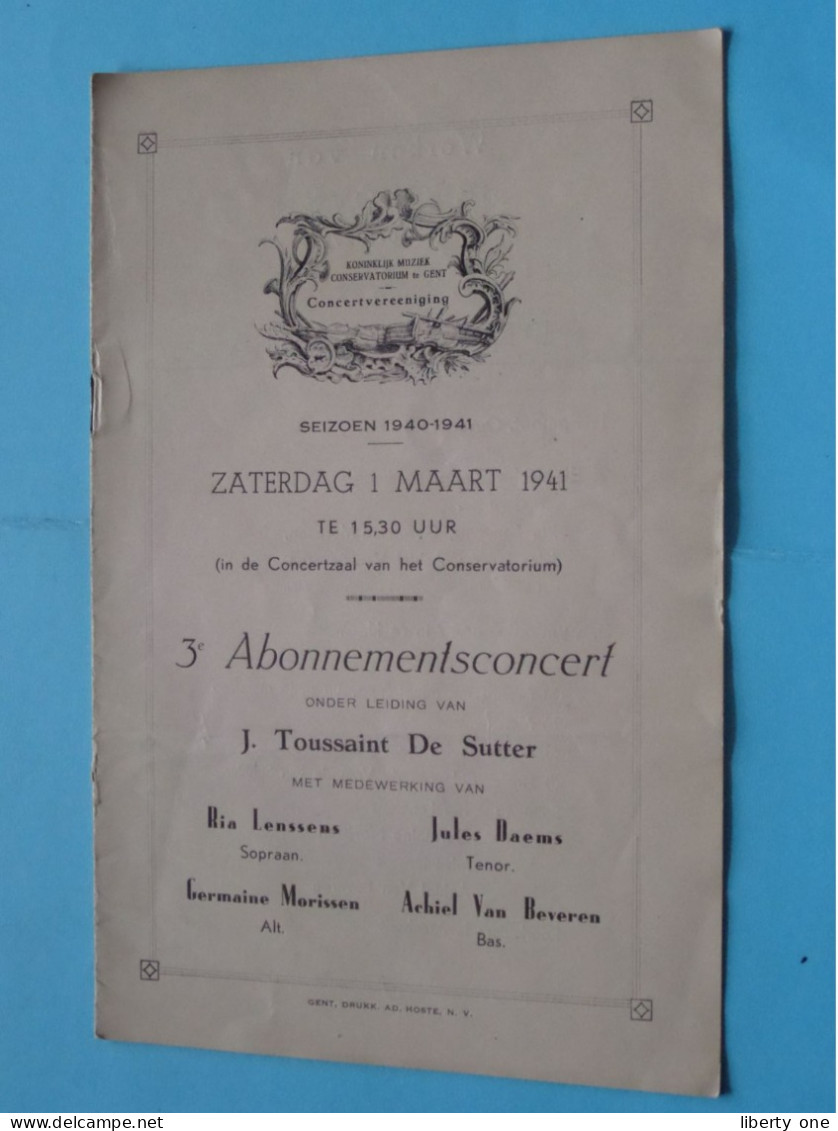 KONINKLIJK MUZIEK
CONSERVATORIUM te GENT
Concertvereeniging
SEIZOEN 1940-1941
ZATERDAG 1 MAART 1941
TE 15,30 UUR
(in de Concertzaal van het Conservatorium)
3e Abonnementsconcert
ONDER LEIDING VAN
J. Toussaint De Sutter
MET MEDEWERKING VAN
Ria Lenssens
Sopraan.
Jules Daems
Tenor.
Germaine Morissen
Alt.
Achiel Van Beveren
Bas.
GENT, DRUKK. AD. HOSTE, N. V.
delcampe.net
liberty one